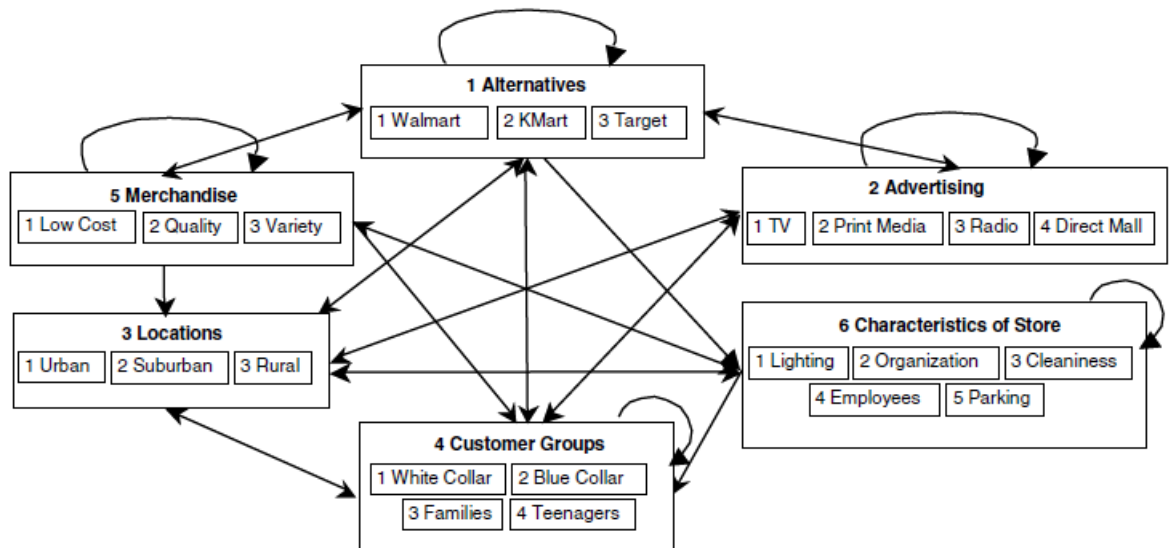 1 Alternatives
1 Walmart 2 KMart 3 Target
5 Merchandise
1 Low Cost 2 Quality 3 Variety
2 Advertising
1 TV 2 Print Media 3 Radio 4 Direct Mall
3 Locations
1 Urban 2 Suburban 3 Rural
6 Characteristics of Store
1 Lighting 2 Organization 3 Cleaniness
4 Employees 5 Parking
4 Customer Groups
1 White Collar 2 Blue Collar
3 Families 4 Teenagers